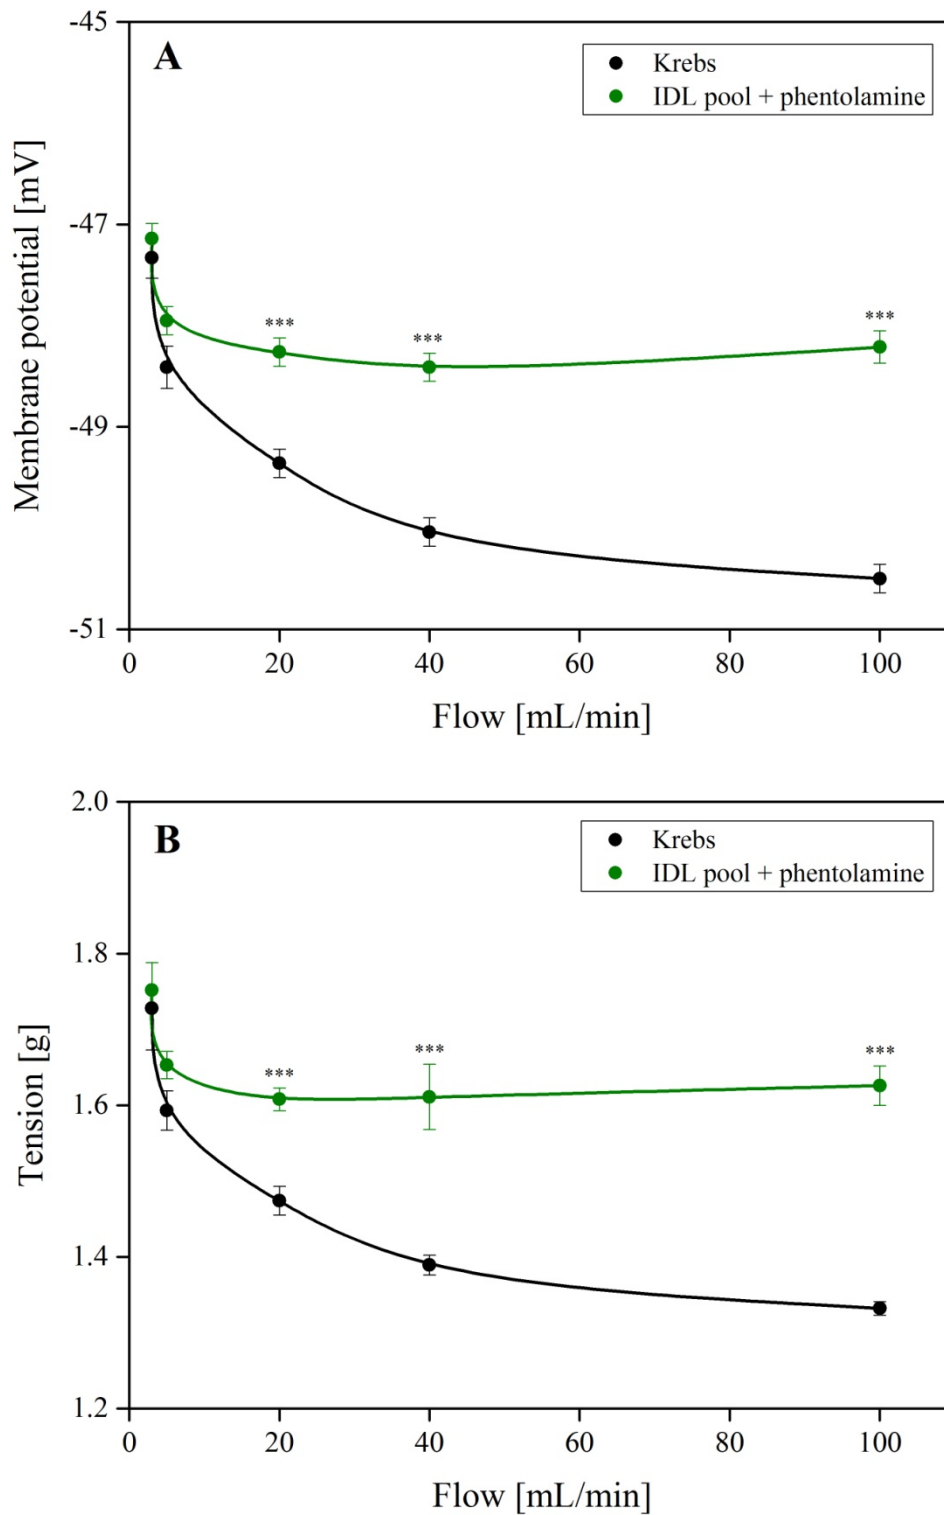 A
Krebs
IDL pool + phentolamine
Membrane potential [mV]
-45
-47
-49
-51
***
***
***
0 20 40 60 80 100
Flow [mL/min]
B
Krebs
IDL pool + phentolamine
Tension [g]
2.0
1.8
1.6
1.4
1.2
***
***
***
0 20 40 60 80 100
Flow [mL/min]